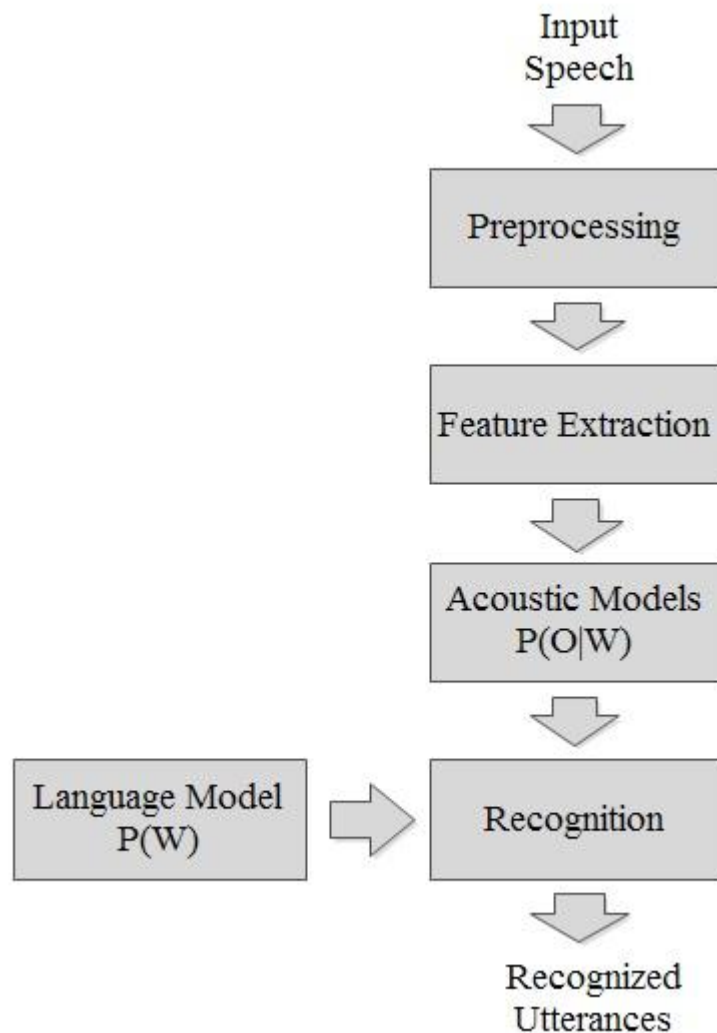 Input
Speech
Preprocessing
Feature Extraction
Acoustic Models
P(O|W)
Language Model
P(W)
Recognition
Recognized
Utterances